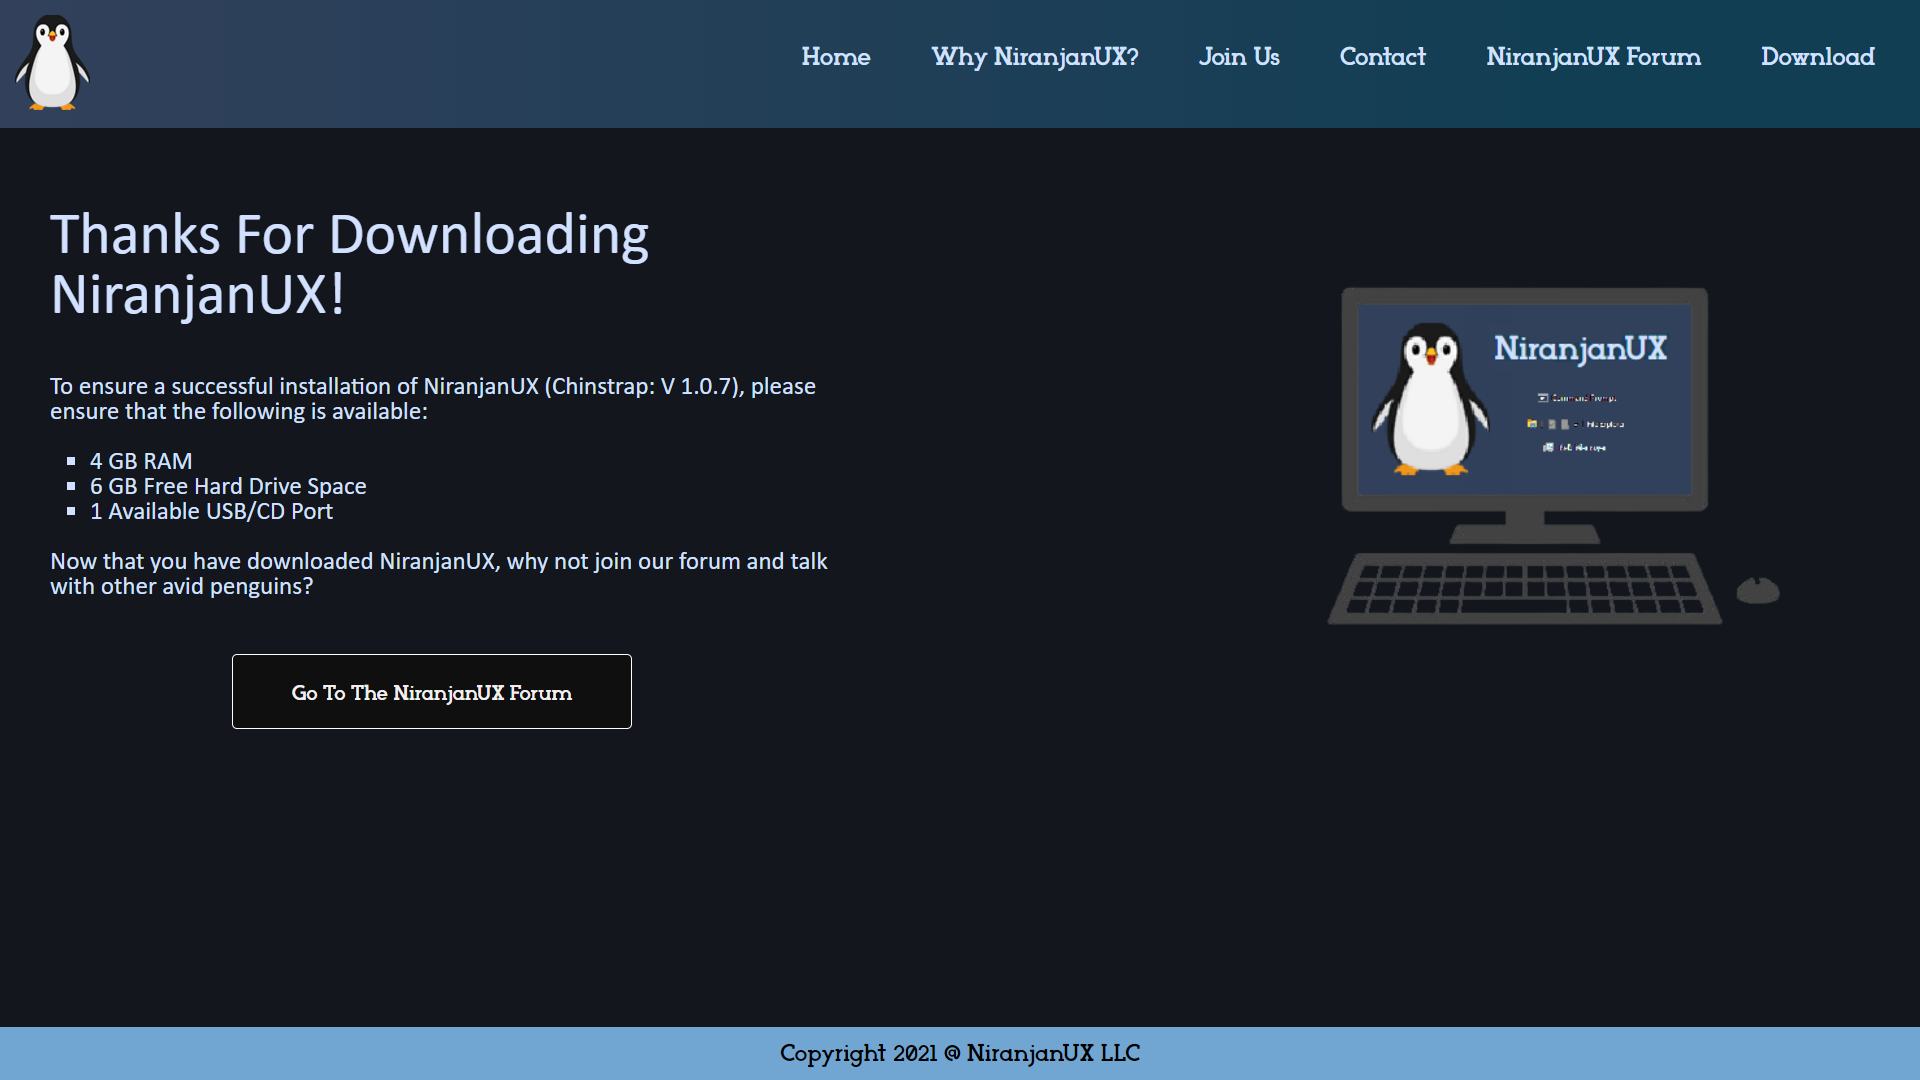 Home Why NiranjanUX? Join Us Contact NiranjanUX Forum Download
Thanks For Downloading
NiranjanUX!
To ensure a successful installation of NiranjanUX (Chinstrap: V 1.0.7), please
ensure that the following is available:
4 GB RAM
6 GB Free Hard Drive Space
1 Available USB/CD Port
Now that you have downloaded NiranjanUX, why not join our forum and talk
with other avid penguins?
Go To The NiranjanUX Forum
NiranjanUX
Command Prompt
Copyright 2021 @ NiranjanUX LLC